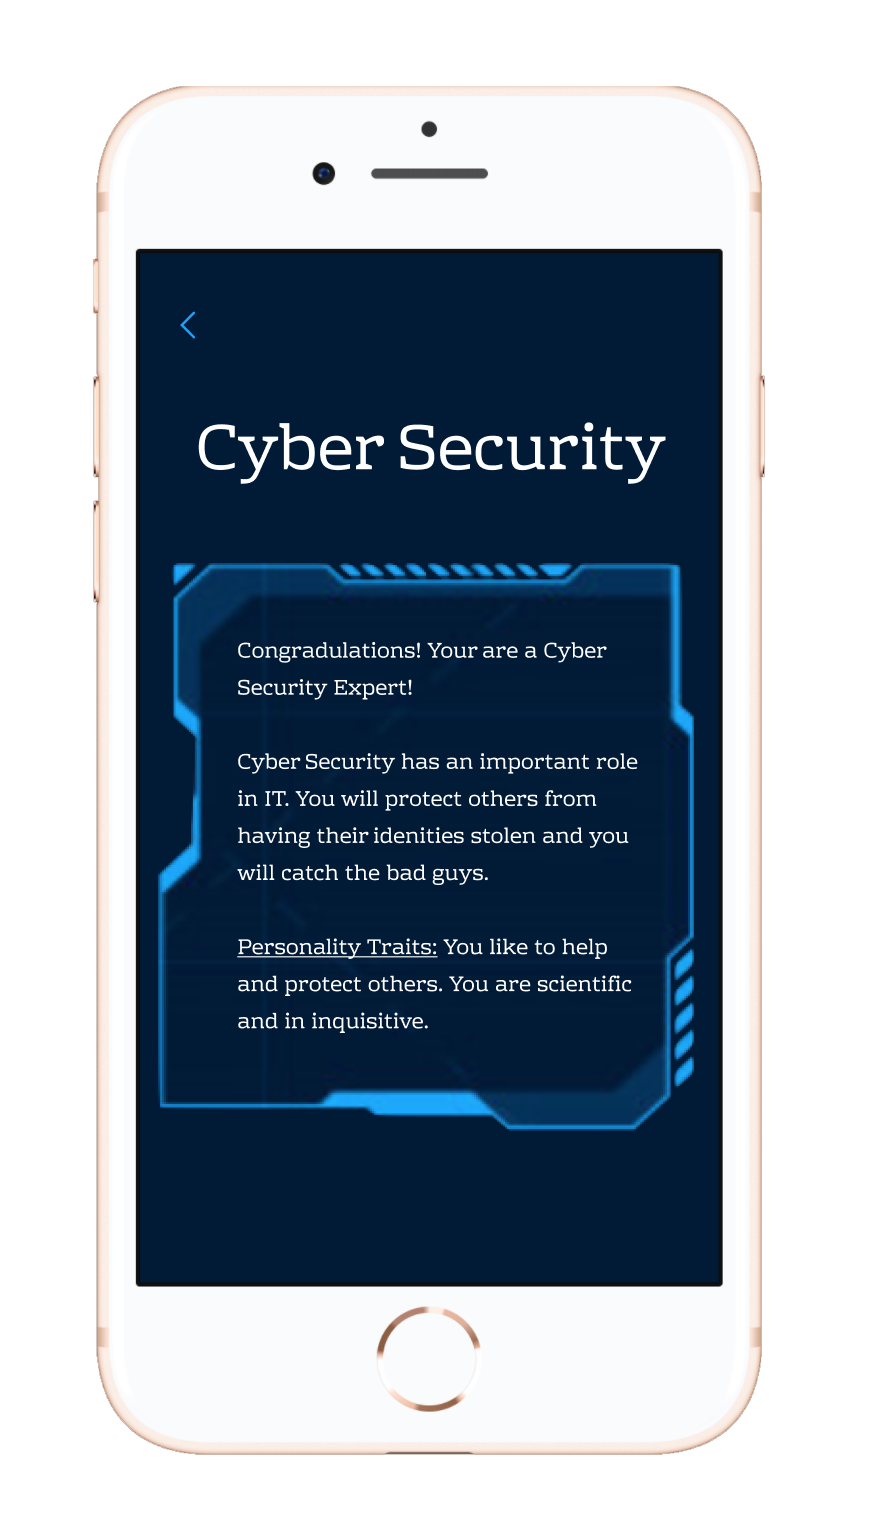 Cyber Security
Congradulations! Your are a Cyber
Security Expert!
Cyber Security has an important role
in IT. You will protect others from
having their idenities stolen and you
will catch the bad guys.
Personality Traits: You like to help
and protect others. You are scientific
and in inquisitive.